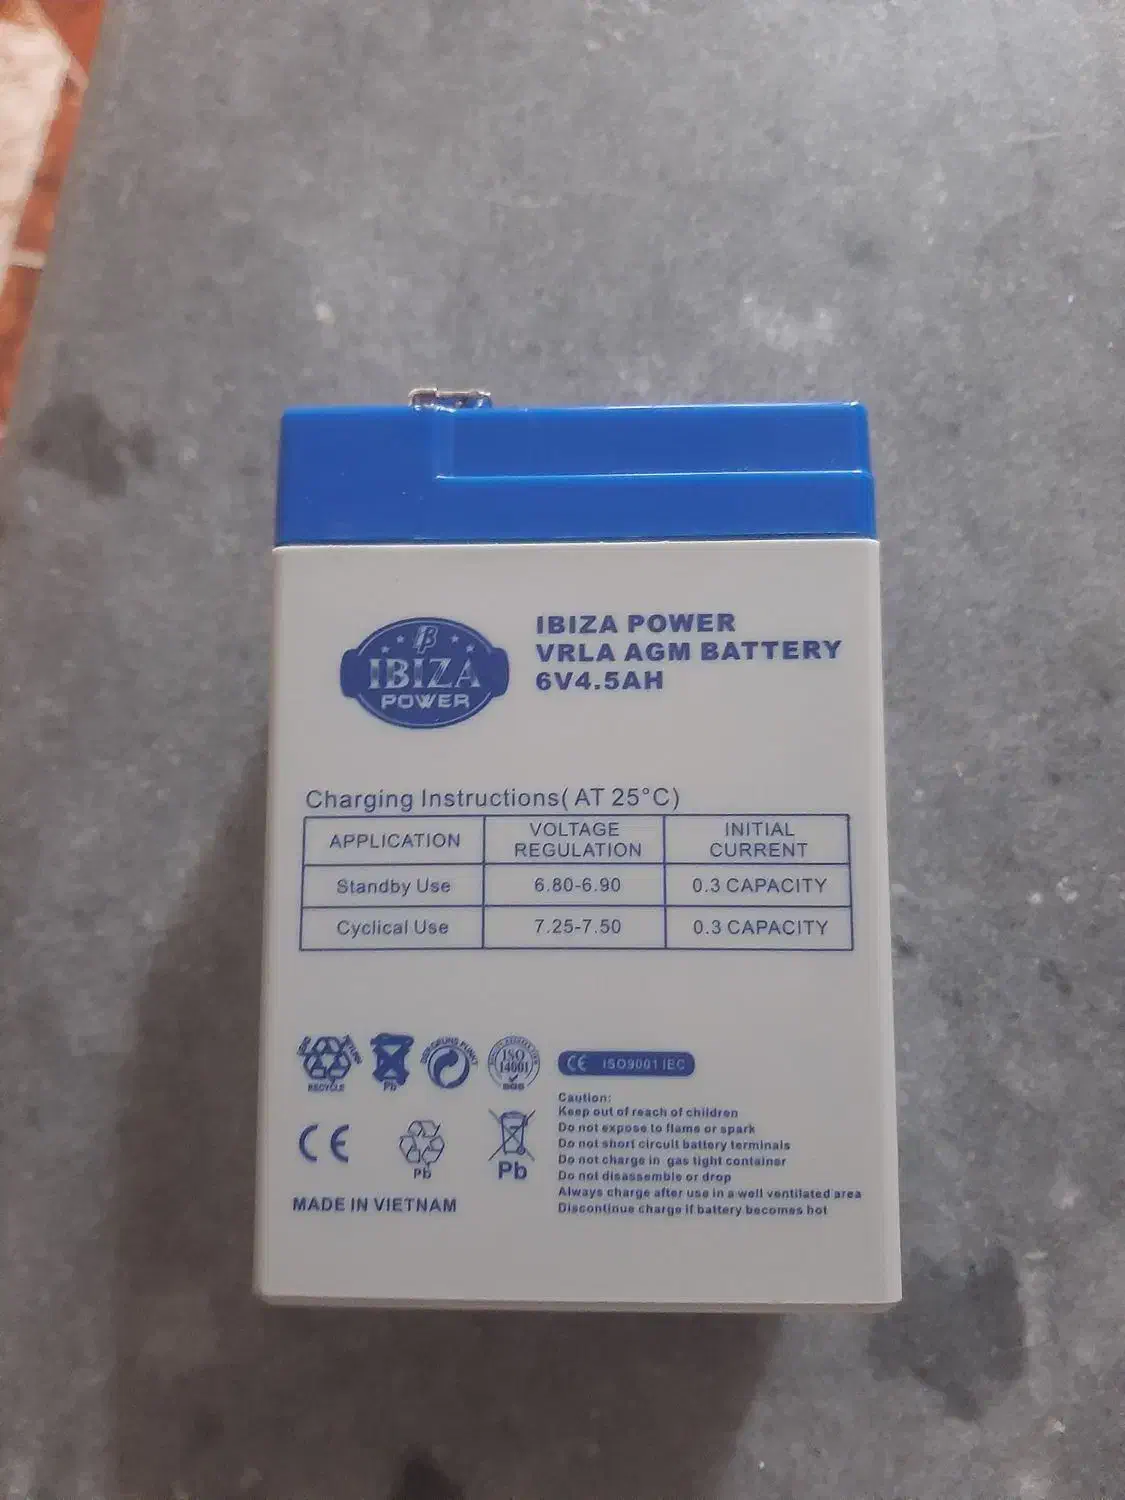 IBIZA POWER
VRLA AGM BATTERY
6V4.5AH
IB
IBIZA
POWER
Charging Instructions( AT 25°C)
APPLICATION VOLTAGE REGULATION INITIAL CURRENT
Standby Use 6.80-6.90 0.3 CAPACITY
Cyclical Use 7.25-7.50 0.3 CAPACITY
RECYCLE
Pb
ISO
14001
SGS
CE ISO9001 IEC
CE
Pb
Pb
MADE IN VIETNAM
Caution:
Keep out of reach of children
Do not expose to flame or spark
Do not short circuit battery terminals
Do not charge in gas tight container
Do not disassemble or drop
Always charge after use in a well ventilated area
Discontinue charge if battery becomes hot